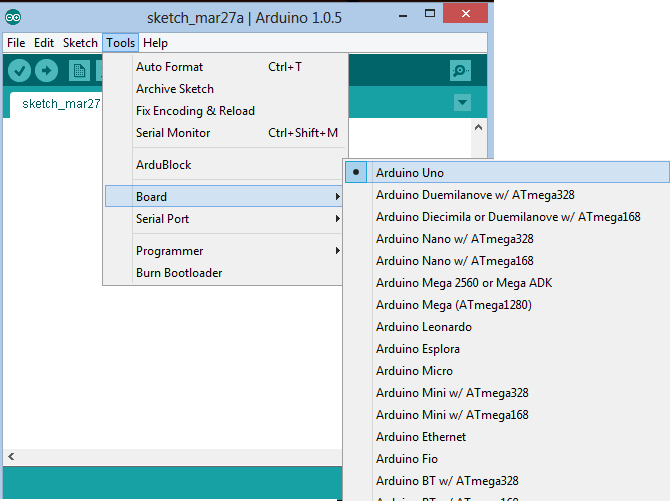 sketch_mar27a | Arduino 1.0.5
File Edit Sketch Tools Help
sketch_mar27
Auto Format Ctrl+T
Archive Sketch
Fix Encoding & Reload
Serial Monitor Ctrl+Shift+M
ArduBlock
Board
Serial Port
Programmer
Burn Bootloader
Arduino Uno
Arduino Duemilanove w/ ATmega328
Arduino Diecimila or Duemilanove w/ ATmega168
Arduino Nano w/ ATmega328
Arduino Nano w/ ATmega168
Arduino Mega 2560 or Mega ADK
Arduino Mega (ATmega1280)
Arduino Leonardo
Arduino Esplora
Arduino Micro
Arduino Mini w/ ATmega328
Arduino Mini w/ ATmega168
Arduino Ethernet
Arduino Fio
Arduino BT w/ ATmega328
Arduino BT w/ ATmega168